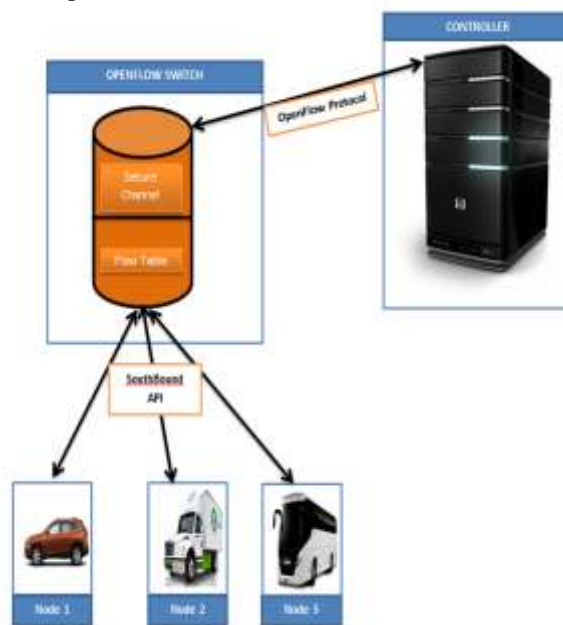 CONTROLLER
OPENFLOW SWITCH
OpenFlow Protocol
Secure
Channel
Flow Table
SouthBound
API
Node 1
Node 2
Node 3